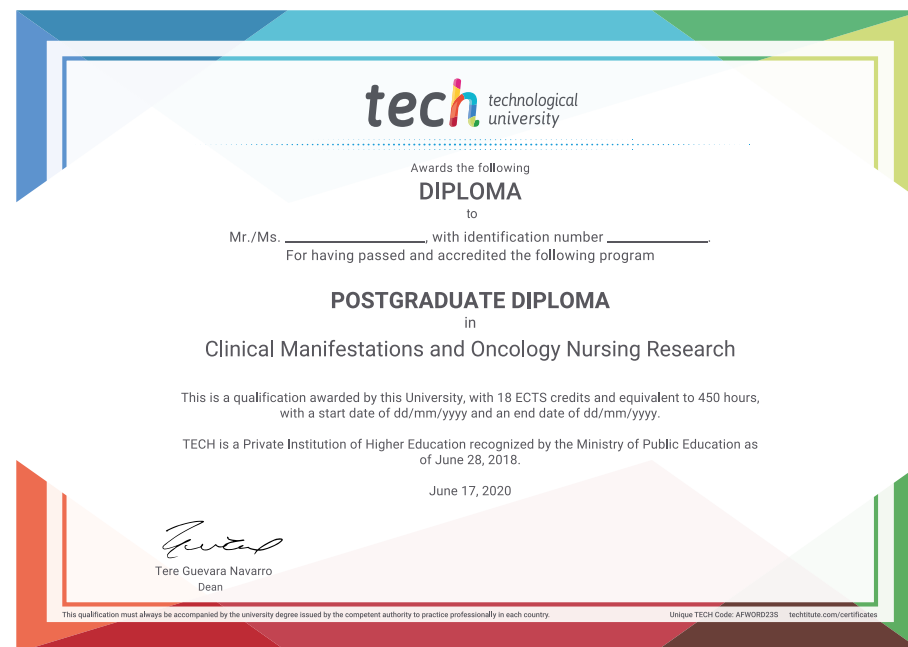 tech technological
university
Awards the following
DIPLOMA
to
Mr./Ms. ____________________, with identification number ______________.
For having passed and accredited the following program
POSTGRADUATE DIPLOMA
in
Clinical Manifestations and Oncology Nursing Research
This is a qualification awarded by this University, with 18 ECTS credits and equivalent to 450 hours,
with a start date of dd/mm/yyyy and an end date of dd/mm/yyyy.
TECH is a Private Institution of Higher Education recognized by the Ministry of Public Education as
of June 28, 2018.
June 17, 2020
Tere Guevara Navarro
Dean
This qualification must always be accompanied by the university degree issued by the competent authority to practice professionally in each country. Unique TECH Code: AFWORD23S techtitute.com/certificates